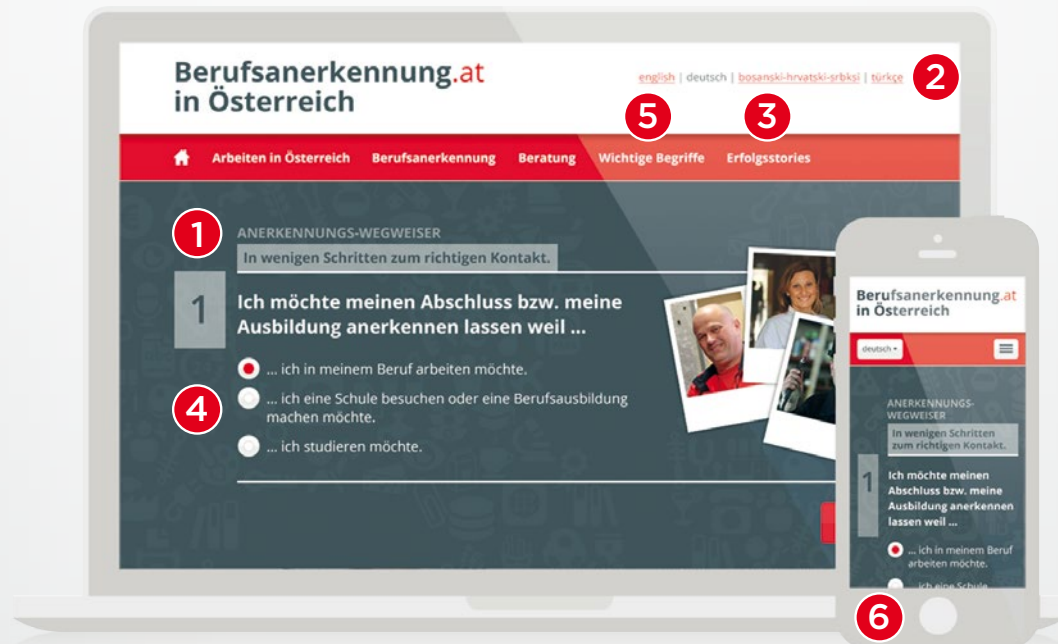 Berufsanerkennung.at
in Österreich
english | deutsch | bosanski-hrvatski-srbksi | türkçe
2
5
3
Arbeiten in Österreich Berufsanerkennung Beratung Wichtige Begriffe Erfolgsstories
1
ANERKENNUNGS-WEGWEISER
In wenigen Schritten zum richtigen Kontakt.
1
Ich möchte meinen Abschluss bzw. meine
Ausbildung anerkennen lassen weil ...
... ich in meinem Beruf arbeiten möchte.
4
... ich eine Schule besuchen oder eine Berufsausbildung
machen möchte.
... ich studieren möchte.
Berufsanerkennung.at
in Österreich
deutsch
ANERKENNUNGS-
WEGWEISER
In wenigen Schritten
zum richtigen Kontakt.
1
Ich möchte meinen
Abschluss bzw. meine
Ausbildung anerkennen
lassen weil ...
... ich in meinem Beruf
arbeiten möchte.
... ich eine Schule
6